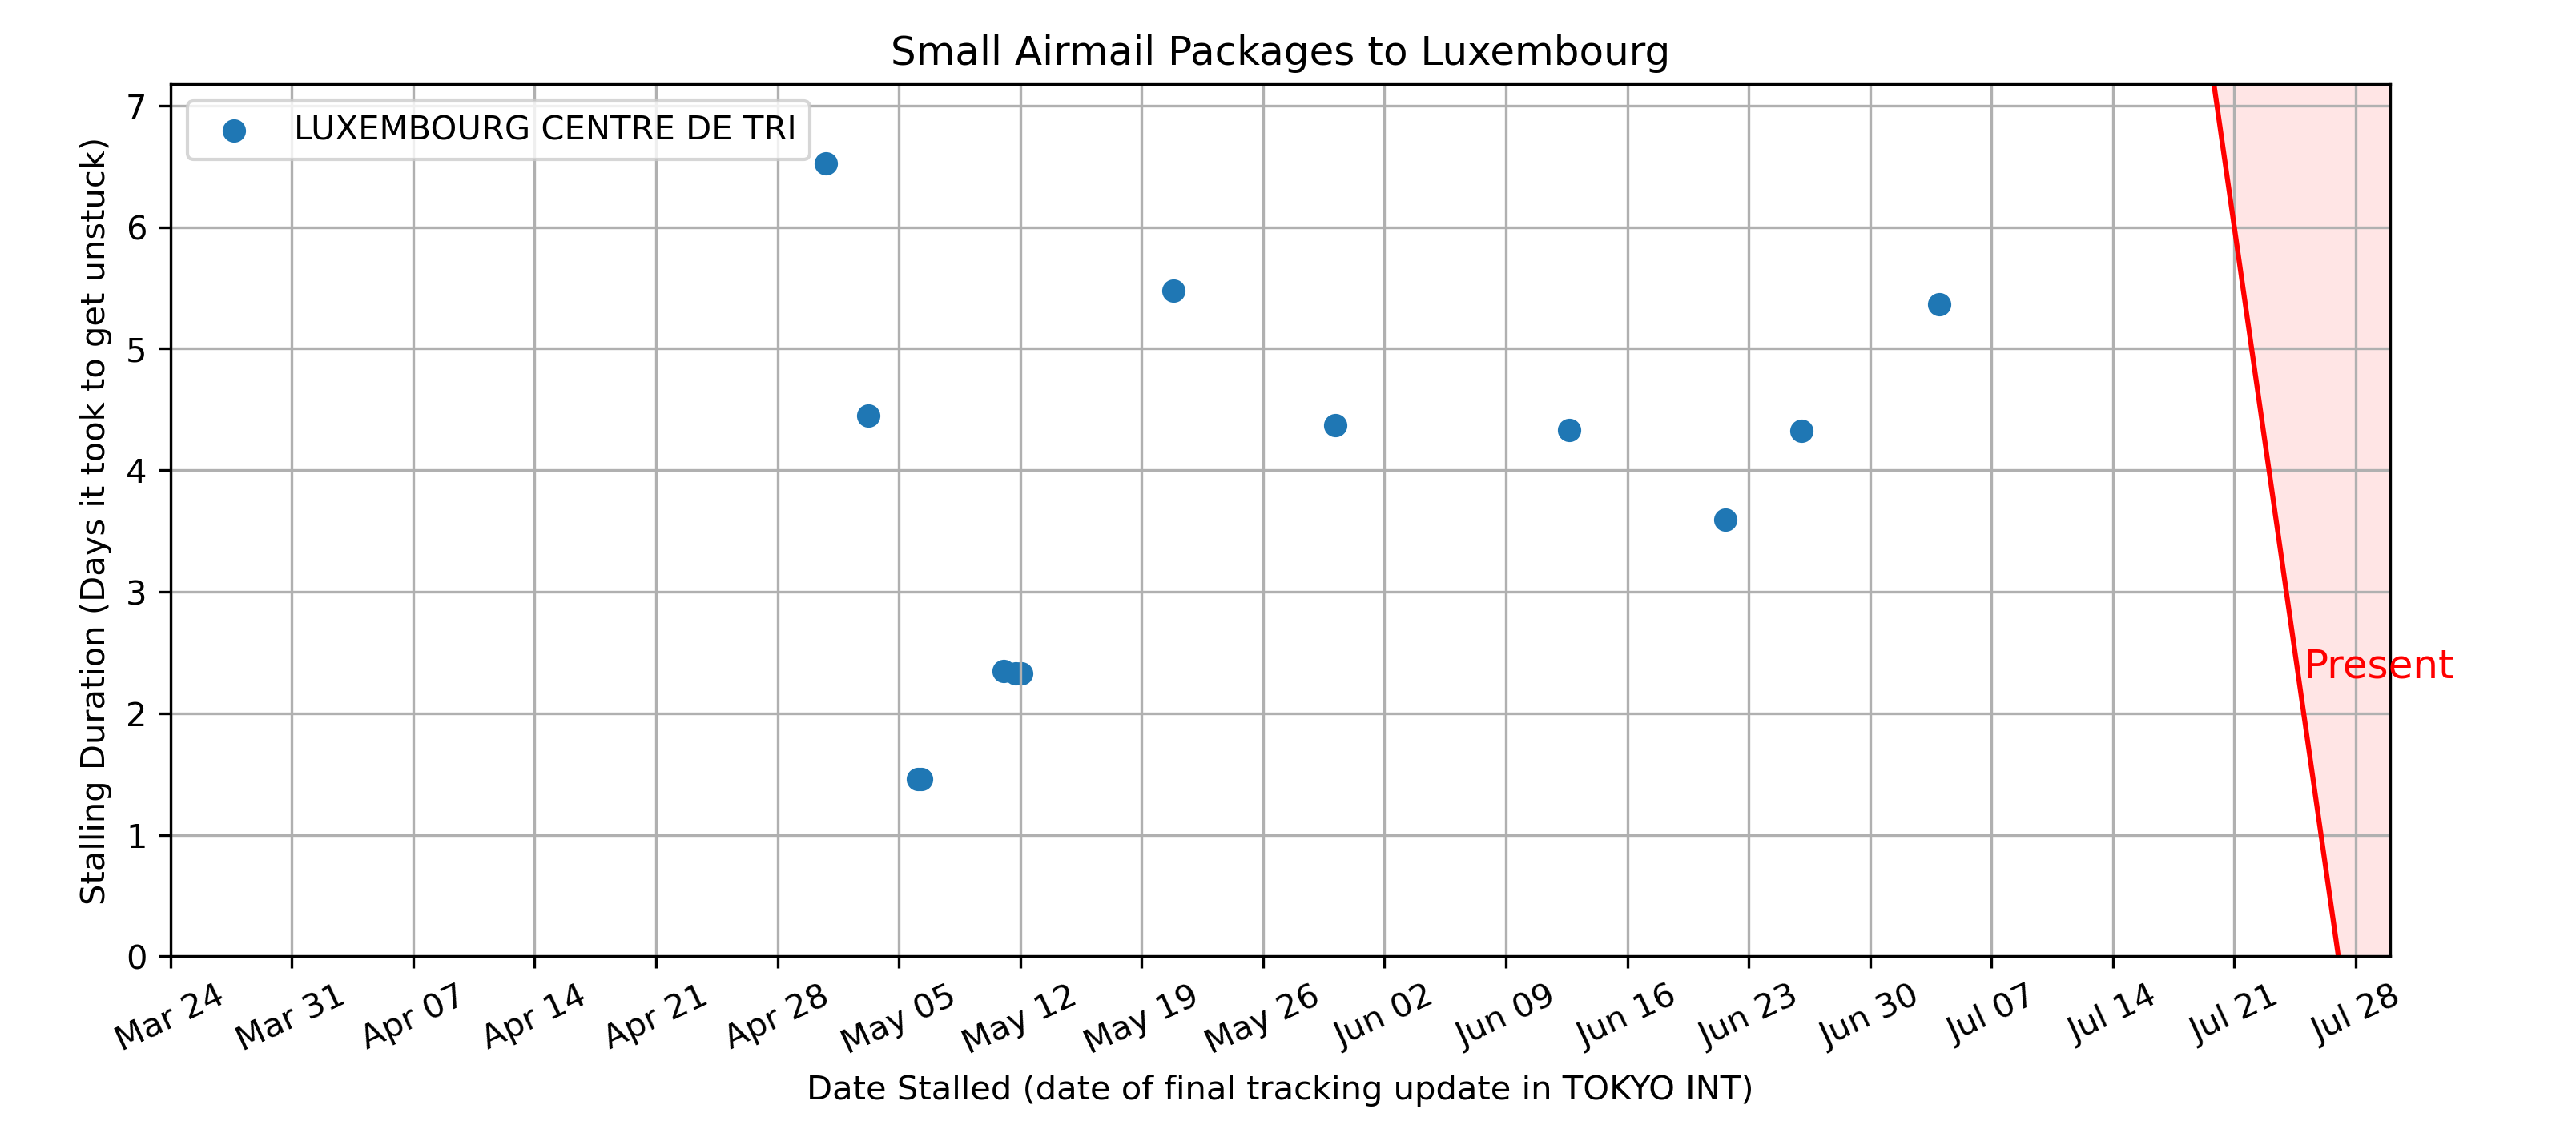 Small Airmail Packages to Luxembourg
LUXEMBOURG CENTRE DE TRI
Stalling Duration (Days it took to get unstuck)
7
6
5
4
3
2
1
0
Present
Mar 24 Mar 31 Apr 07 Apr 14 Apr 21 Apr 28 May 05 May 12 May 19 May 26 Jun 02 Jun 09 Jun 16 Jun 23 Jun 30 Jul 07 Jul 14 Jul 21 Jul 28
Date Stalled (date of final tracking update in TOKYO INT)